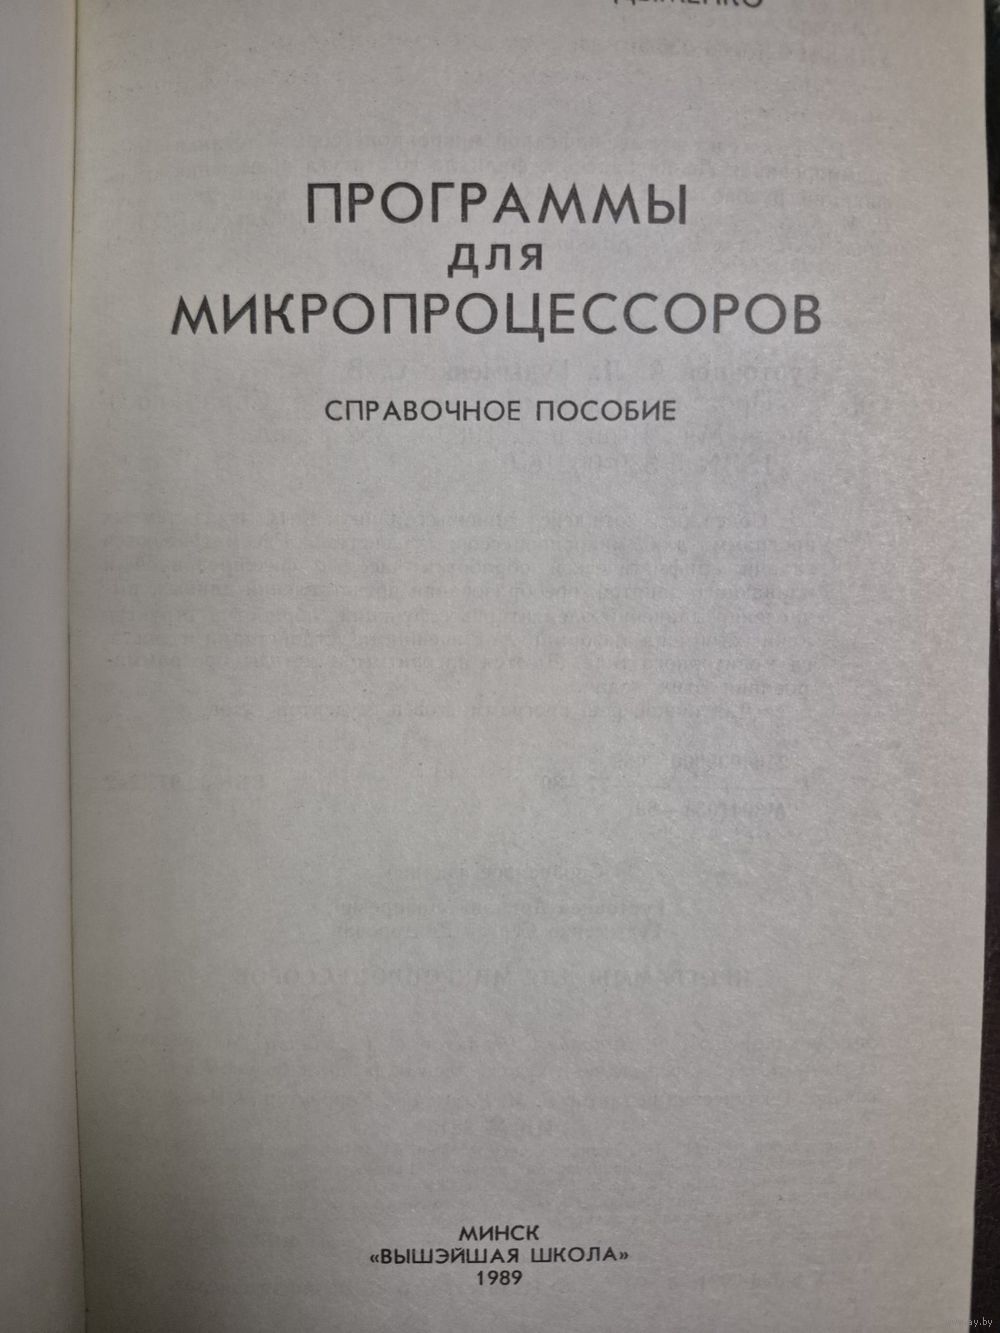 ПРОГРАММЫ
ДЛЯ
МИКРОПРОЦЕССОРОВ
СПРАВОЧНОЕ ПОСОБИЕ
МИНСК
«ВЫШЭЙШАЯ ШКОЛА»
1989